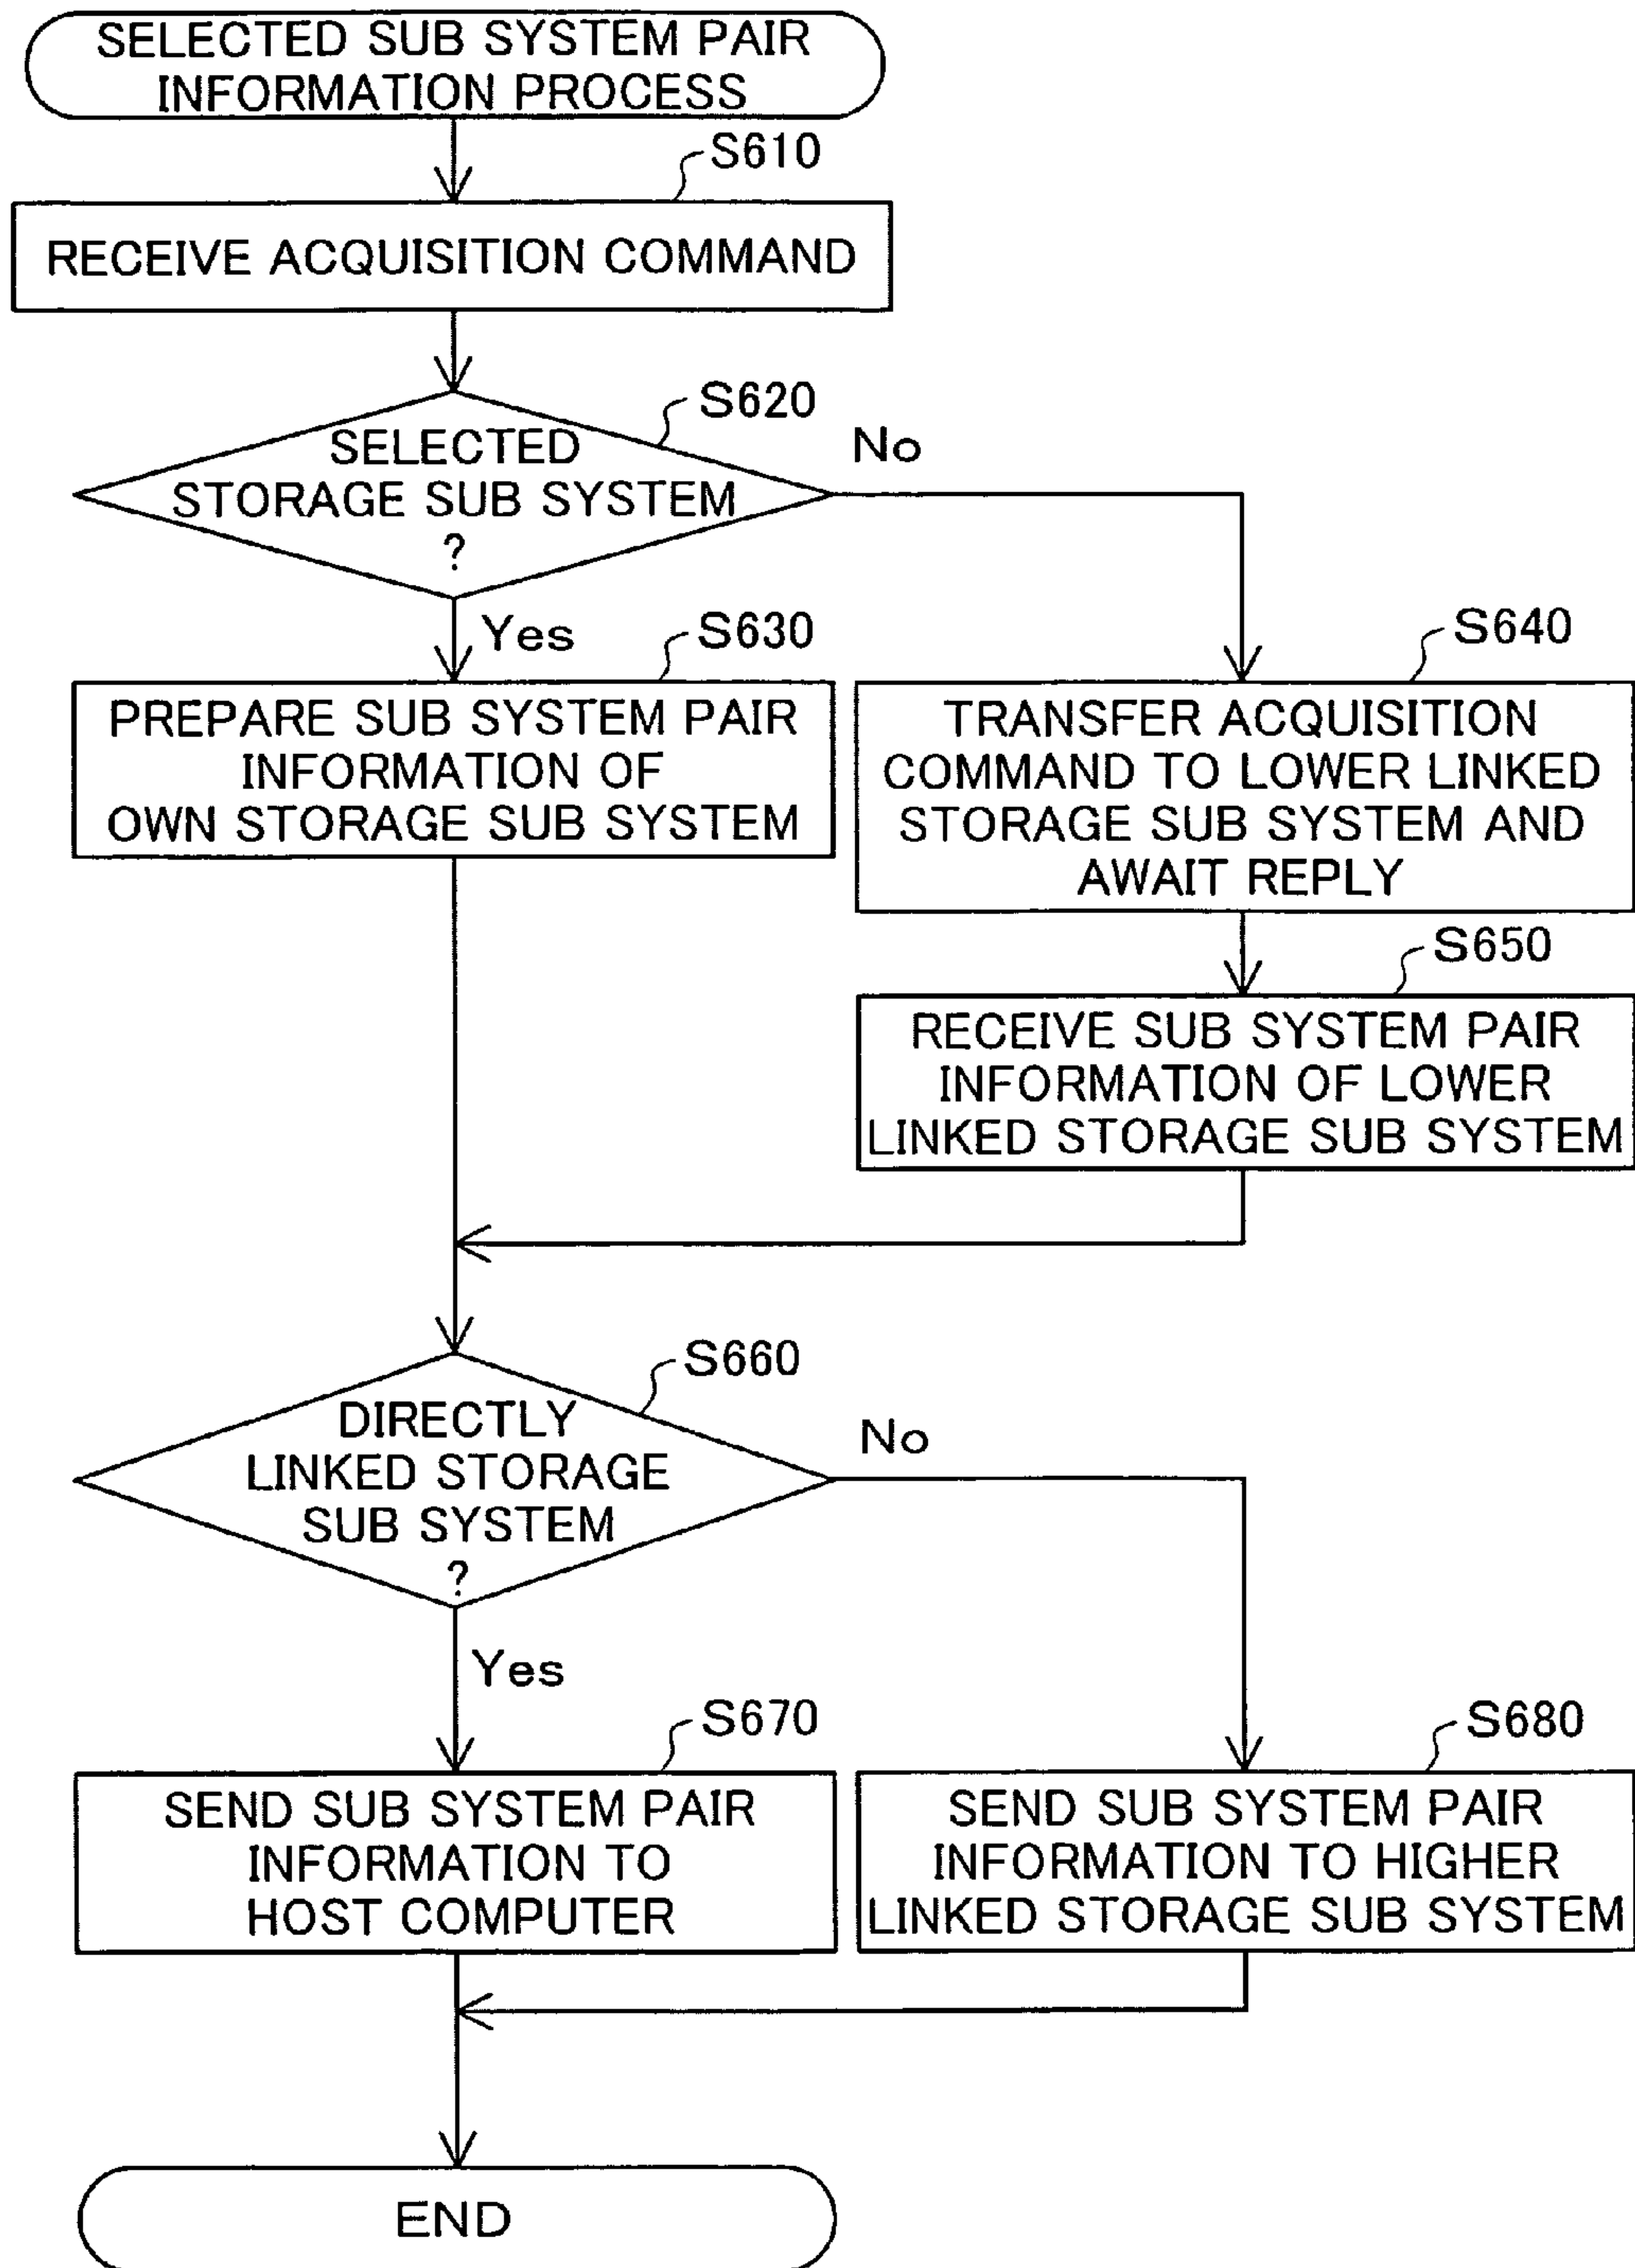 SELECTED SUB SYSTEM PAIR
INFORMATION PROCESS
S610
RECEIVE ACQUISITION COMMAND
S620
SELECTED
STORAGE SUB SYSTEM
?
No
Yes
S630
PREPARE SUB SYSTEM PAIR
INFORMATION OF
OWN STORAGE SUB SYSTEM
S640
TRANSFER ACQUISITION
COMMAND TO LOWER LINKED
STORAGE SUB SYSTEM AND
AWAIT REPLY
S650
RECEIVE SUB SYSTEM PAIR
INFORMATION OF LOWER
LINKED STORAGE SUB SYSTEM
S660
DIRECTLY
LINKED STORAGE
SUB SYSTEM
?
No
Yes
S670
SEND SUB SYSTEM PAIR
INFORMATION TO
HOST COMPUTER
S680
SEND SUB SYSTEM PAIR
INFORMATION TO HIGHER
LINKED STORAGE SUB SYSTEM
END